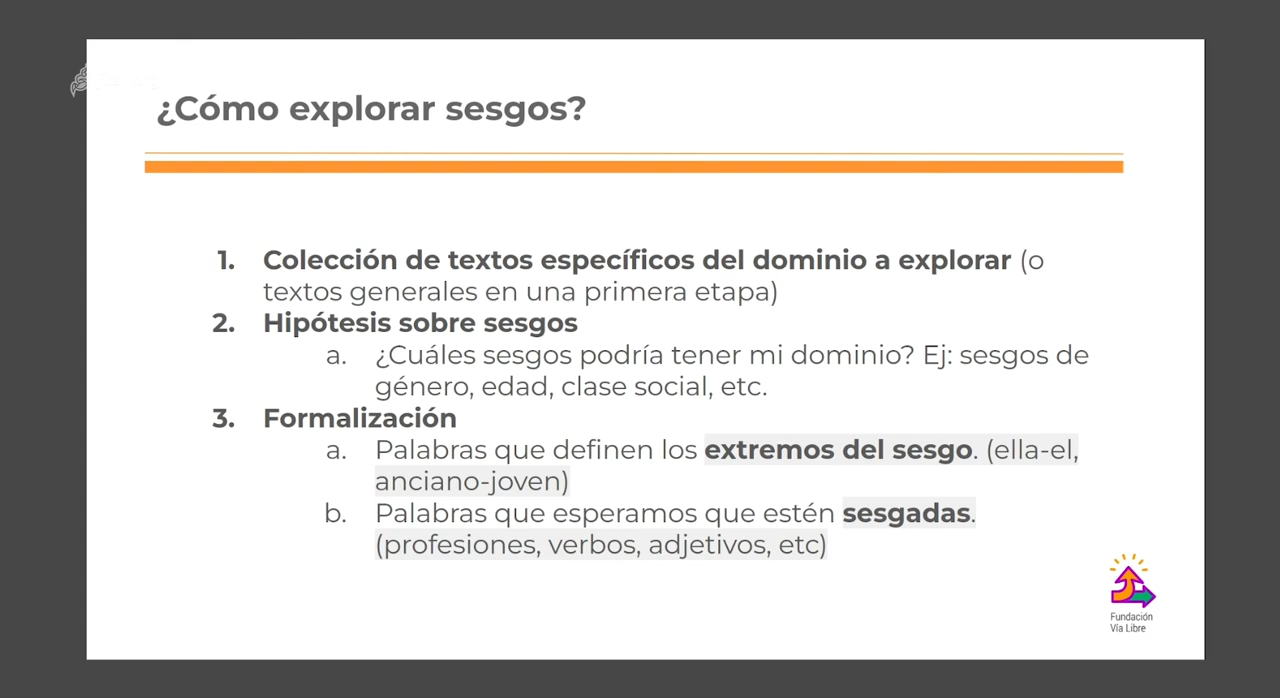 ¿Cómo explorar sesgos?
1. Colección de textos específicos del dominio a explorar (o
textos generales en una primera etapa)
2. Hipótesis sobre sesgos
a. ¿Cuáles sesgos podría tener mi dominio? Ej: sesgos de
género, edad, clase social, etc.
3. Formalización
a. Palabras que definen los extremos del sesgo. (ella-el,
anciano-joven)
b. Palabras que esperamos que estén sesgadas.
(profesiones, verbos, adjetivos, etc)
Fundación
Vía Libre